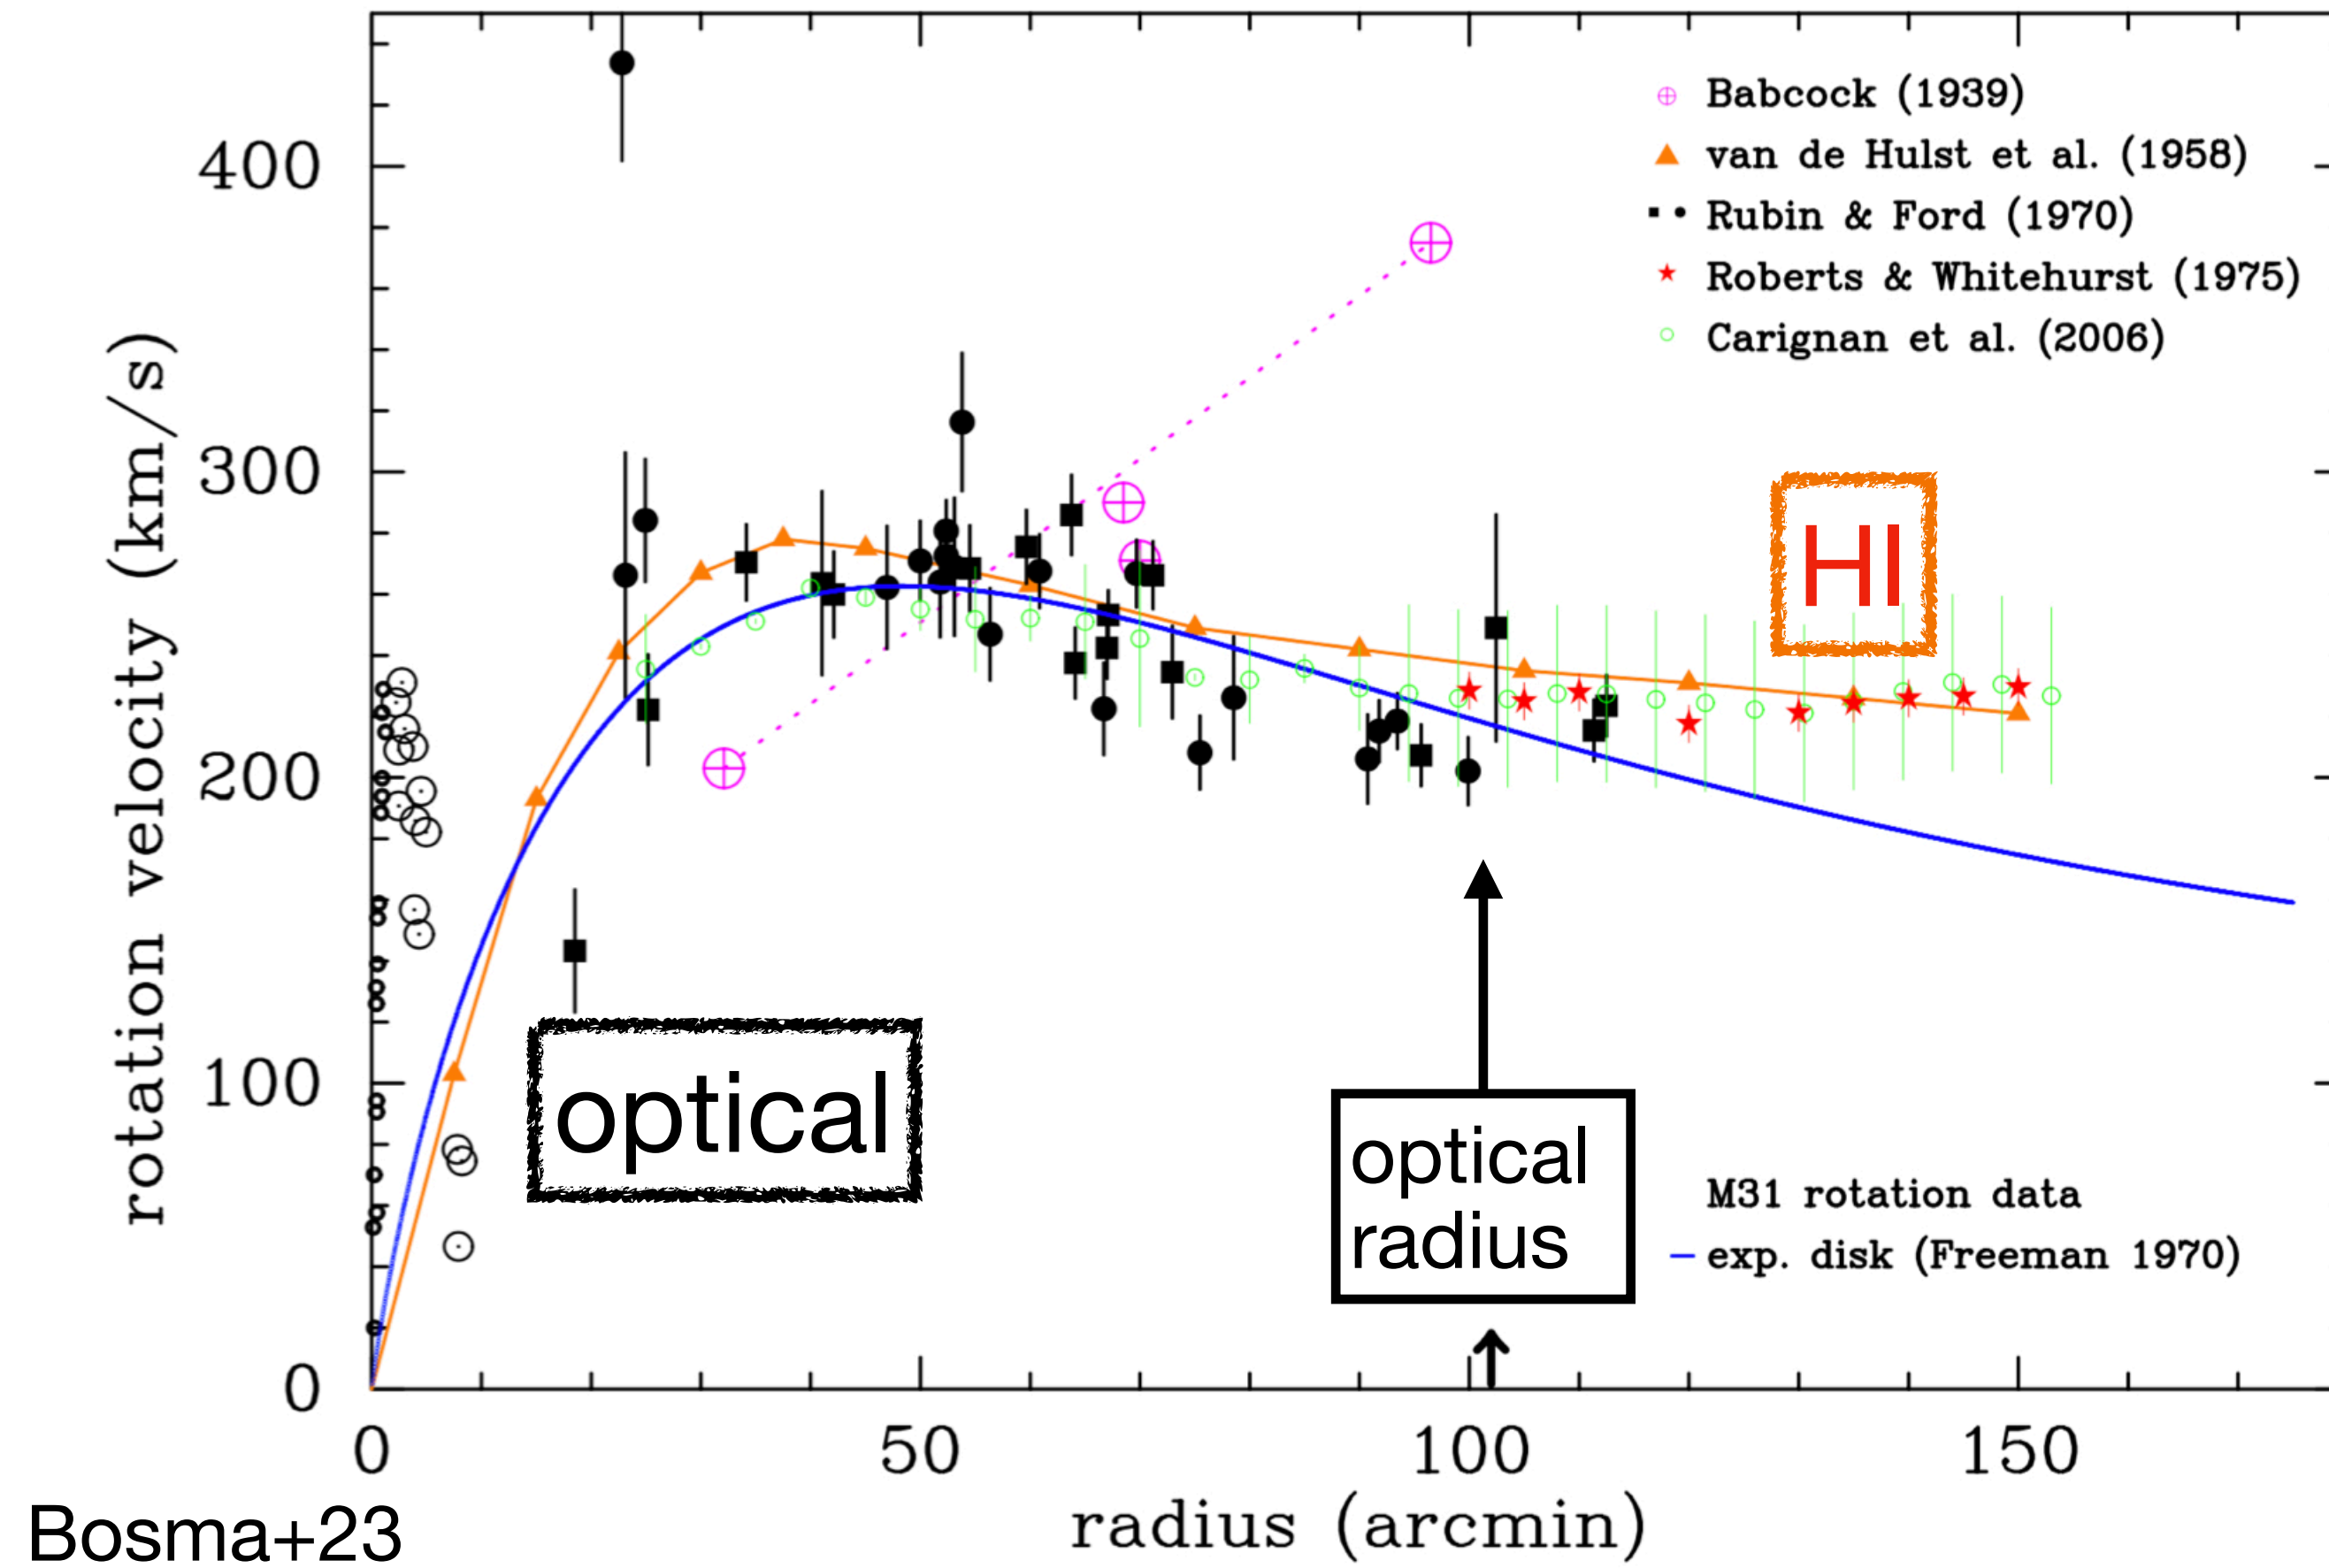 Babcock (1939)
van de Hulst et al. (1958)
Rubin & Ford (1970)
Roberts & Whitehurst (1975)
Carignan et al. (2006)
400
300
200
100
0
rotation velocity (km/s)
HI
optical
optical
radius
M31 rotation data
exp. disk (Freeman 1970)
0 50 100 150
radius (arcmin)
Bosma+23